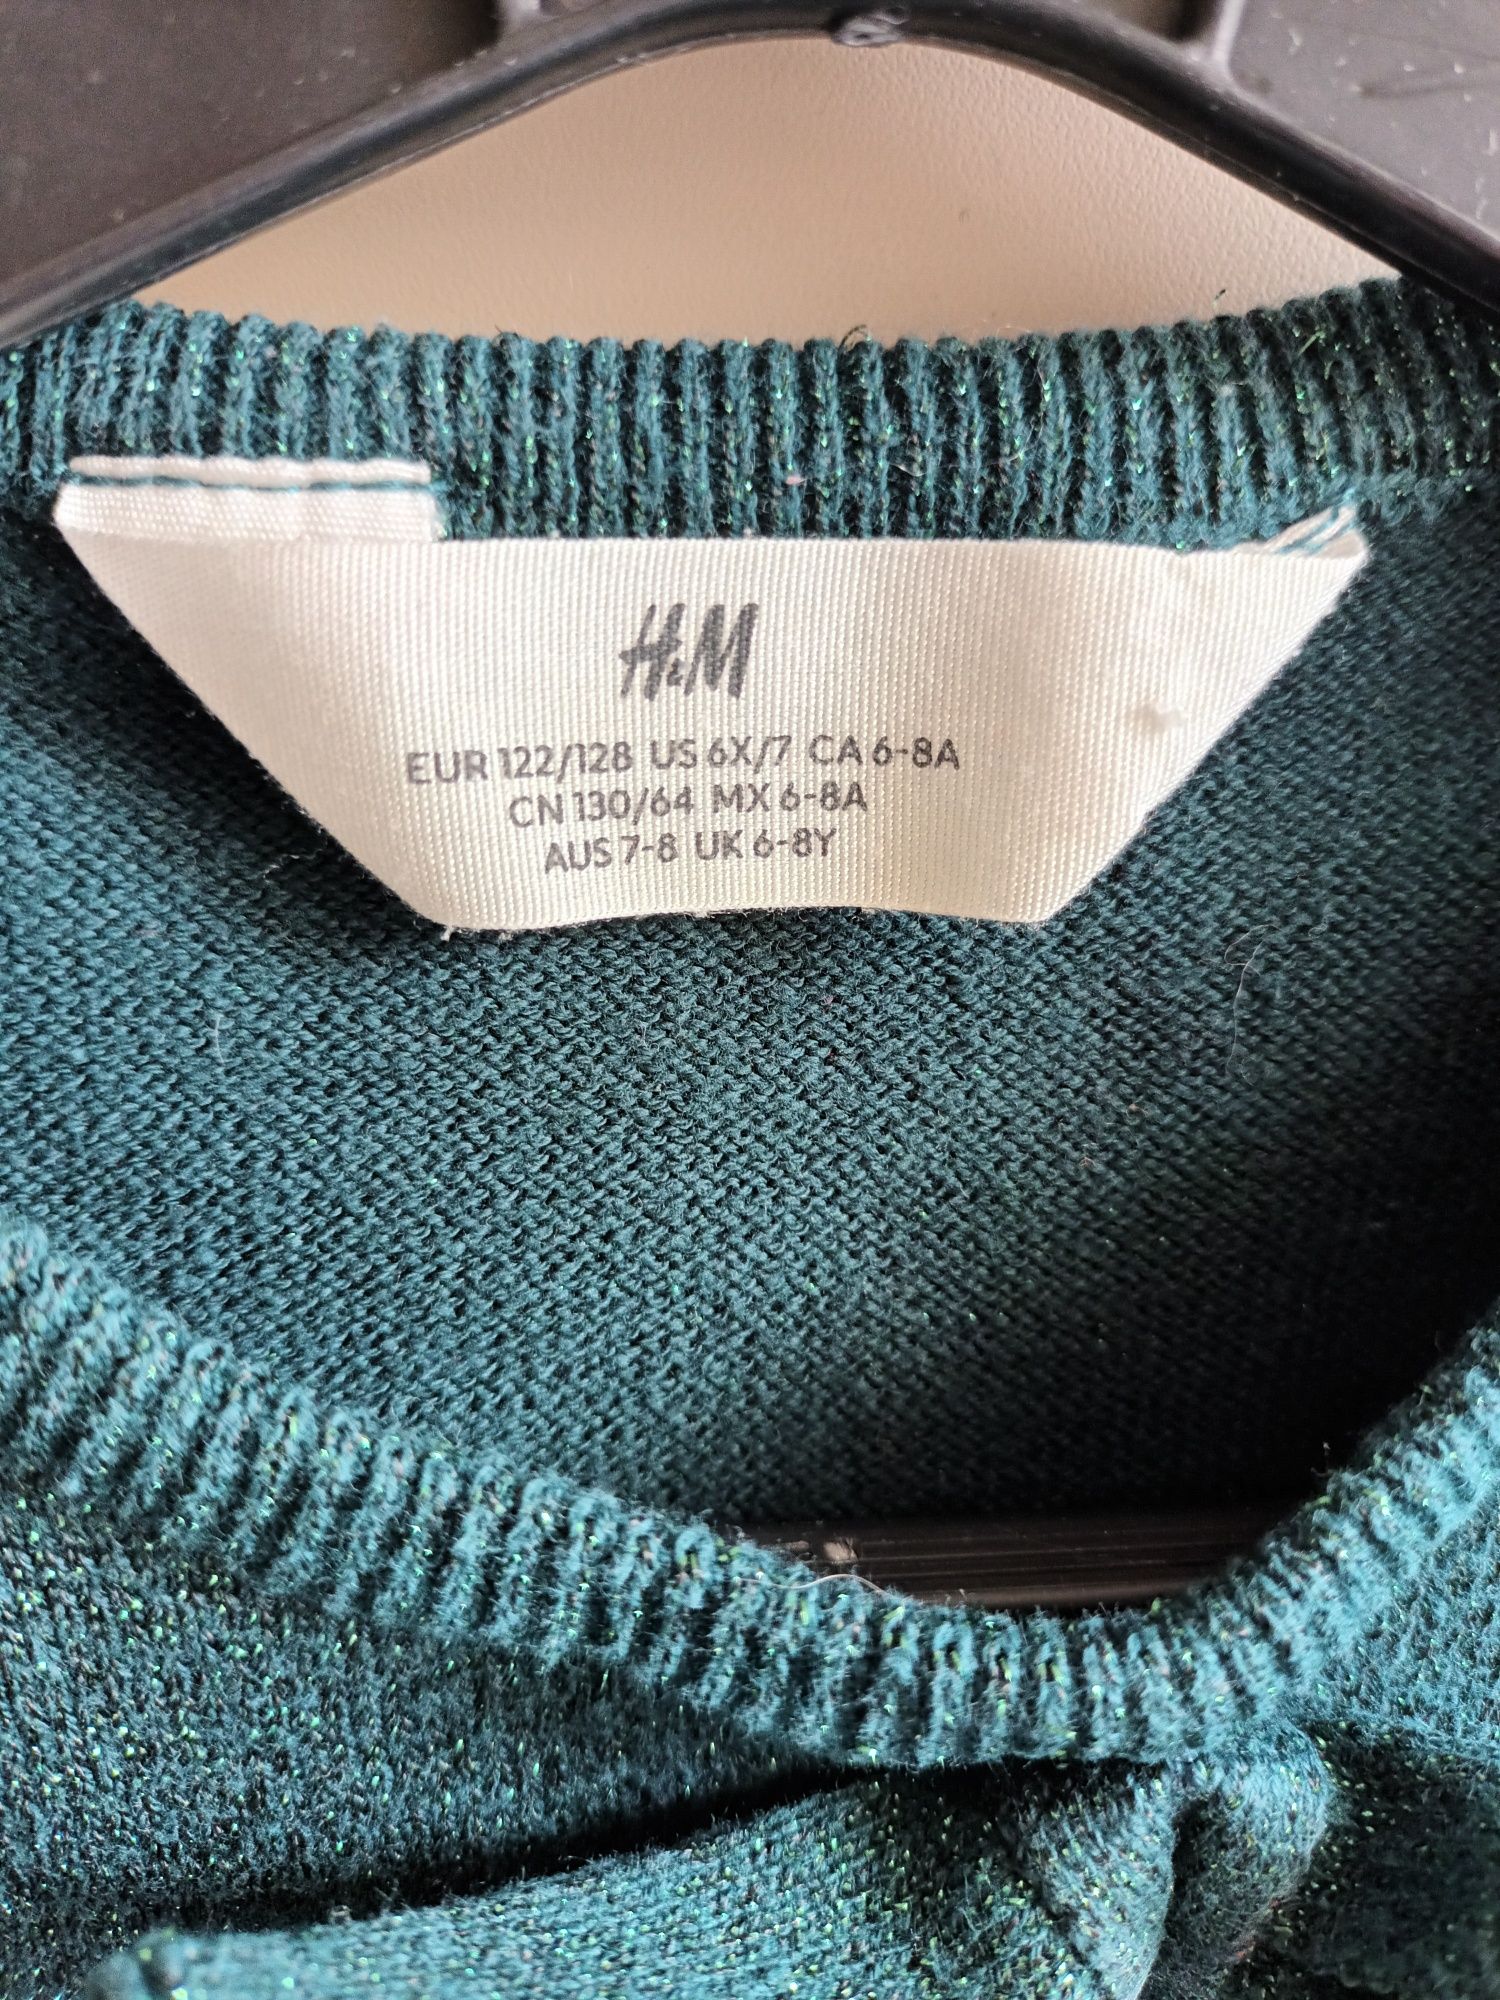 H&M
EUR 122/128 US 6X/7 CA 6-8A
CN 130/64 MX 6-8A
AUS 7-8 UK 6-8Y